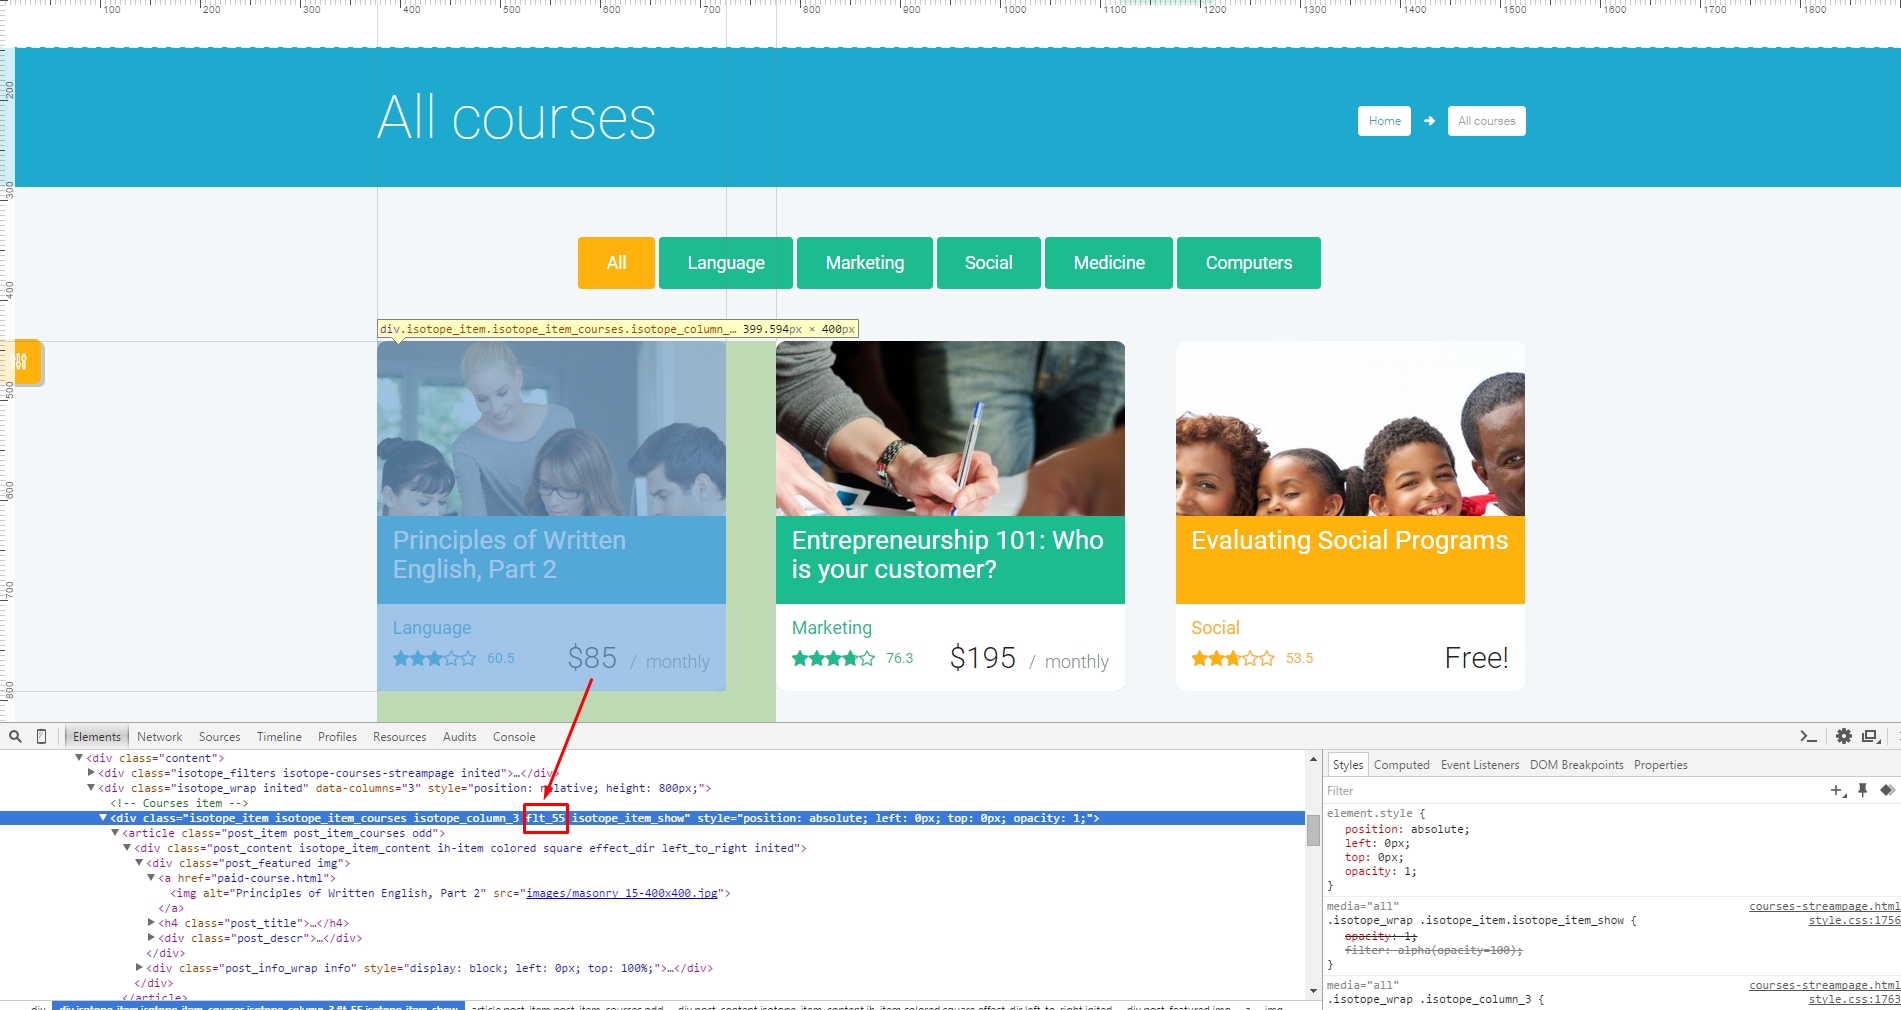 100 200 300 400 500 600 700 800 900 1000 1100 1200 1300 1400 1500 1600 1700 1800
200
300
400
500
600
700
800
All courses
Home
All courses
All
Language
Marketing
Social
Medicine
Computers
div.isotope_item.isotope_item_courses.isotope_column_… 399.594px × 400px
Principles of Written
English, Part 2
Language
60.5
$85 / monthly
Entrepreneurship 101: Who
is your customer?
Marketing
76.3
$195 / monthly
Evaluating Social Programs
Social
53.5
Free!
Elements Network Sources Timeline Profiles Resources Audits Console
<div class="content">
<div class="isotope_filters isotope-courses-streampage inited">…</div>
<div class="isotope_wrap inited" data-columns="3" style="position: relative; height: 800px;">
<!-- Courses item -->
<div class="isotope_item isotope_item_courses isotope_column_3 flt_55 isotope_item_show" style="position: absolute; left: 0px; top: 0px; opacity: 1;">
<article class="post_item post_item_courses odd">
<div class="post_content isotope_item_content ih-item colored square effect_dir left_to_right inited">
<div class="post_featured img">
<a href="paid-course.html">
<img alt="Principles of Written English, Part 2" src="images/masonry_15-400x400.jpg">
</a>
<h4 class="post_title">…</h4>
<div class="post_descr">…</div>
</div>
<div class="post_info_wrap info" style="display: block; left: 0px; top: 100%;">…</div>
</div>
</article>
div div.isotope_item.isotope_item_courses.isotope_column_3.flt_55.isotope_item_show article.post_item.post_item_courses.odd div.post_content.isotope_item_content.ih-item.colored.square.effect_dir.left_to_right.inited div.post_featured.img a img
Styles Computed Event Listeners DOM Breakpoints Properties
Filter
element.style {
position: absolute;
left: 0px;
top: 0px;
opacity: 1;
}
media="all" courses-streampage.html
.isotope_wrap .isotope_item.isotope_item_show { style.css:1756
opacity: 1;
filter: alpha(opacity=100);
}
media="all" courses-streampage.html
.isotope_wrap .isotope_column_3 { style.css:1763